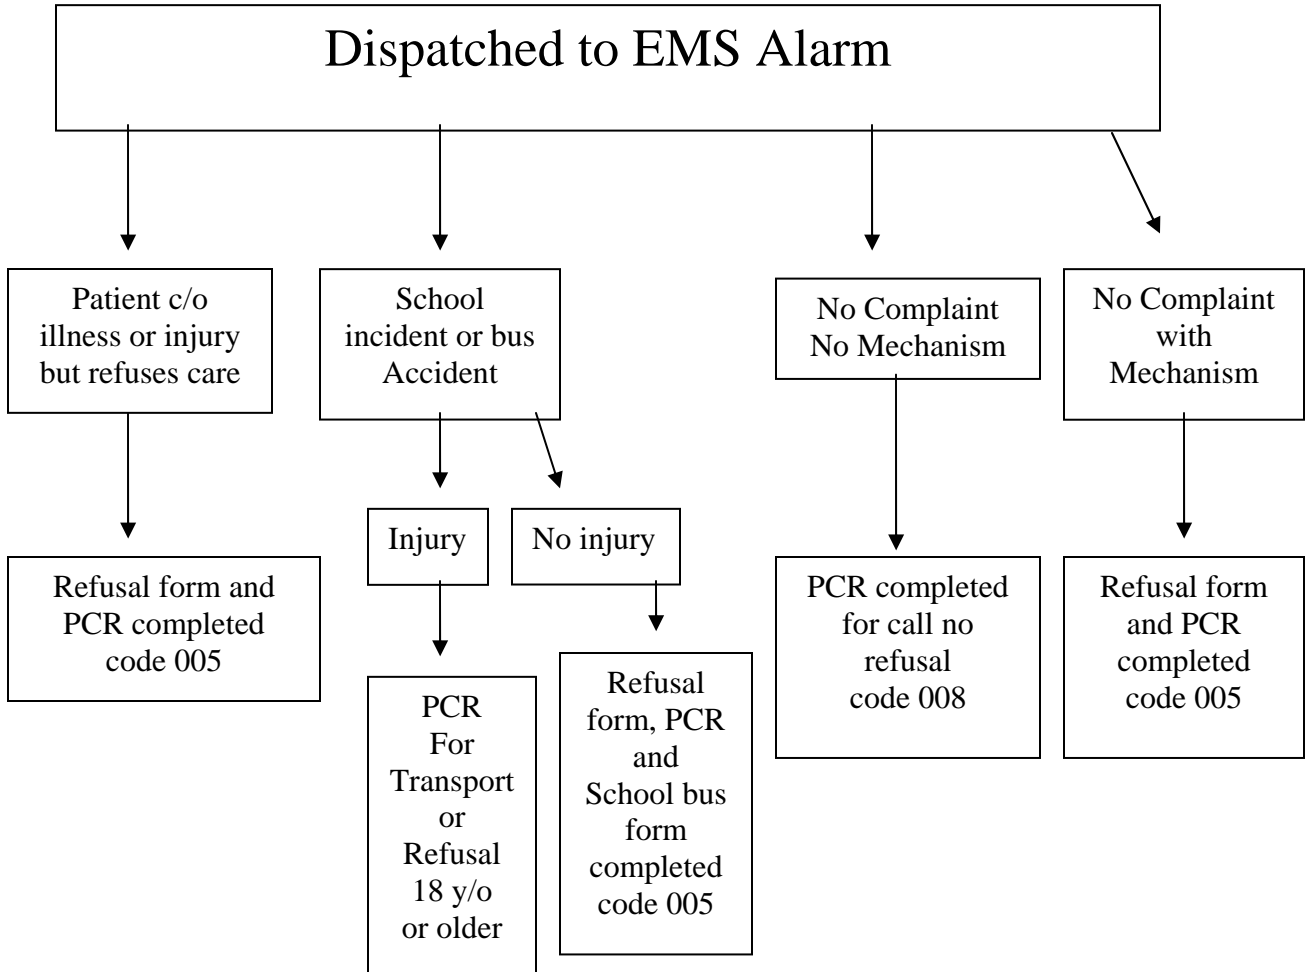 Dispatched to EMS Alarm
Patient c/o
illness or injury
but refuses care
School
incident or bus
Accident
No Complaint
No Mechanism
No Complaint
with
Mechanism
Injury
No injury
Refusal form and
PCR completed
code 005
PCR
For
Transport
or
Refusal
18 y/o
or older
Refusal
form, PCR
and
School bus
form
completed
code 005
PCR completed
for call no
refusal
code 008
Refusal form
and PCR
completed
code 005